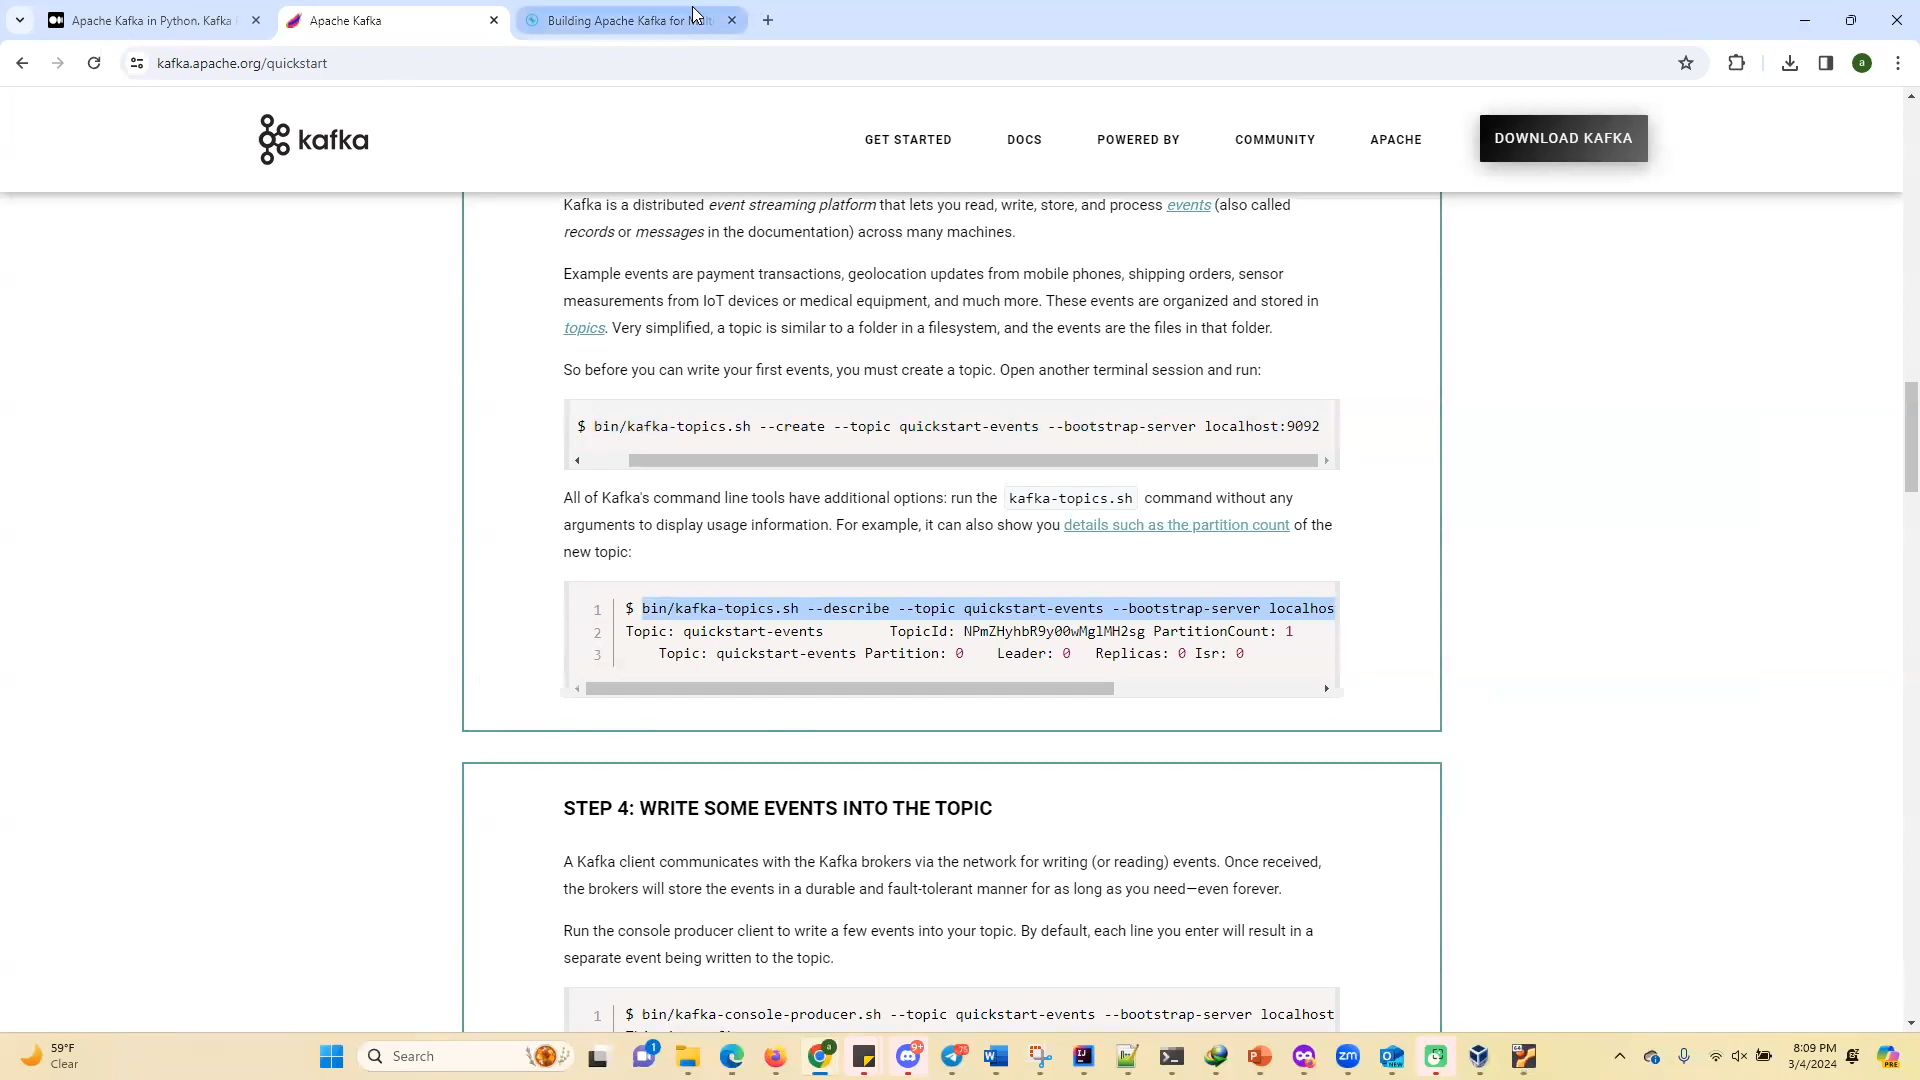 Apache Kafka in Python. Kafka
Apache Kafka
Building Apache Kafka for
kafka.apache.org/quickstart
a
kafka
GET STARTED
DOCS
POWERED BY
COMMUNITY
APACHE
DOWNLOAD KAFKA
Kafka is a distributed event streaming platform that lets you read, write, store, and process events (also called
records or messages in the documentation) across many machines.
Example events are payment transactions, geolocation updates from mobile phones, shipping orders, sensor
measurements from IoT devices or medical equipment, and much more. These events are organized and stored in
topics. Very simplified, a topic is similar to a folder in a filesystem, and the events are the files in that folder.
So before you can write your first events, you must create a topic. Open another terminal session and run:
$ bin/kafka-topics.sh --create --topic quickstart-events --bootstrap-server localhost:9092
All of Kafka's command line tools have additional options: run the kafka-topics.sh command without any
arguments to display usage information. For example, it can also show you details such as the partition count of the
new topic:
1 $ bin/kafka-topics.sh --describe --topic quickstart-events --bootstrap-server localhos
2 Topic: quickstart-events TopicId: NPmZHyhbR9y00wMglMH2sg PartitionCount: 1
3 Topic: quickstart-events Partition: 0 Leader: 0 Replicas: 0 Isr: 0
STEP 4: WRITE SOME EVENTS INTO THE TOPIC
A Kafka client communicates with the Kafka brokers via the network for writing (or reading) events. Once received,
the brokers will store the events in a durable and fault-tolerant manner for as long as you need—even forever.
Run the console producer client to write a few events into your topic. By default, each line you enter will result in a
separate event being written to the topic.
1 $ bin/kafka-console-producer.sh --topic quickstart-events --bootstrap-server localhost
59°F
Clear
Search
1
9+
zm
8:09 PM
3/4/2024